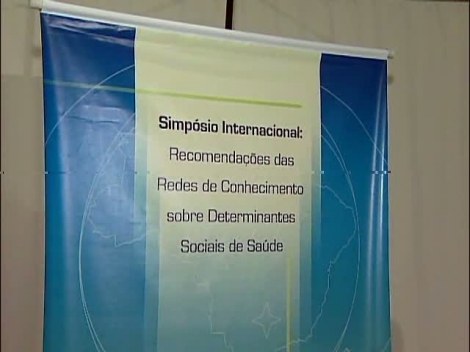 Simpósio Internacional:
Recomendações das
Redes de Conhecimento
sobre Determinantes
Sociais de Saúde